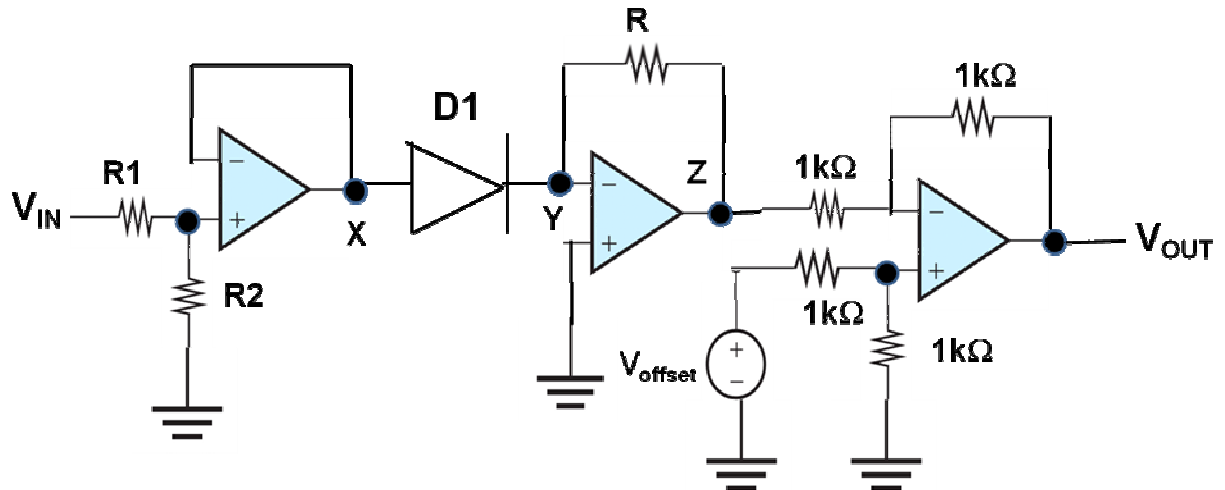 R
1kΩ
D1
1kΩ
R1
Z
V_IN
X
Y
V_OUT
R2
1kΩ
1kΩ
V_offset